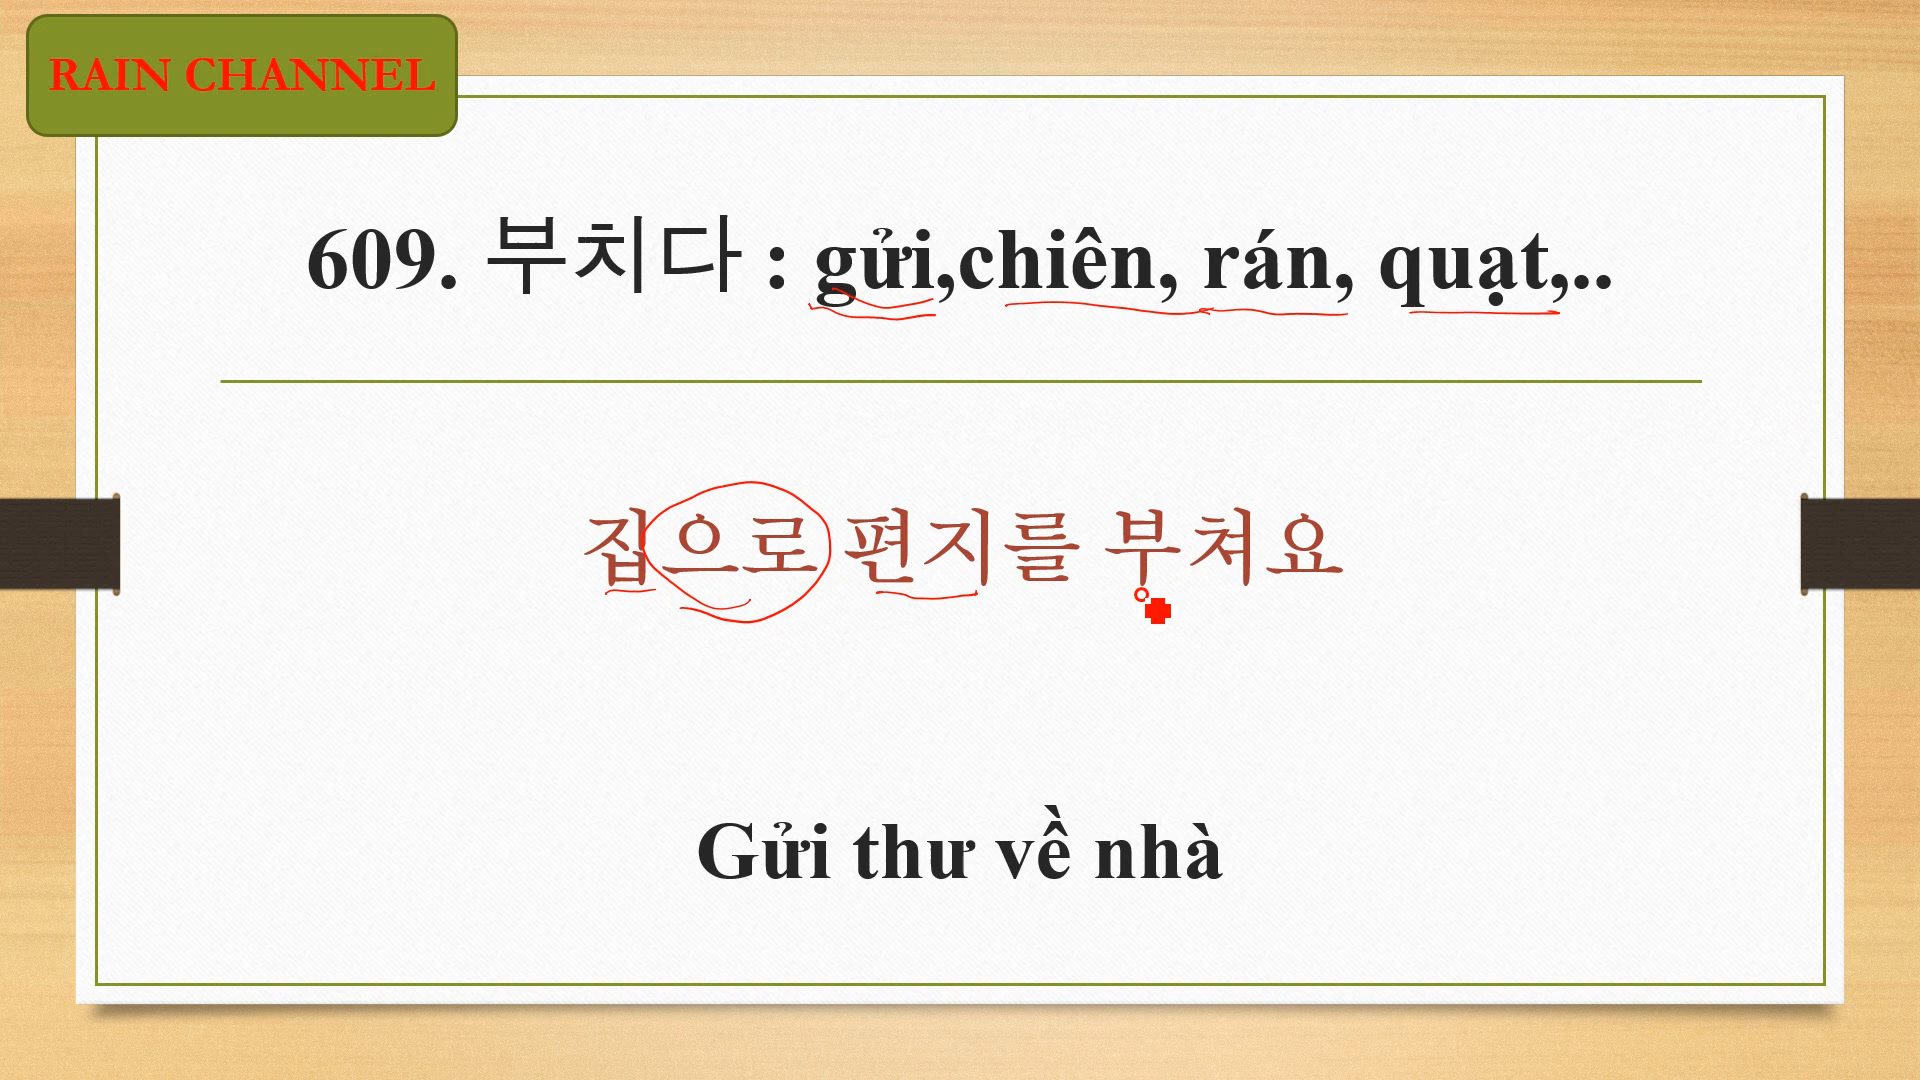 RAIN CHANNEL
609. 부치다 : gửi,chiên, rán, quạt,..
집으로 편지를 부쳐요
Gửi thư về nhà